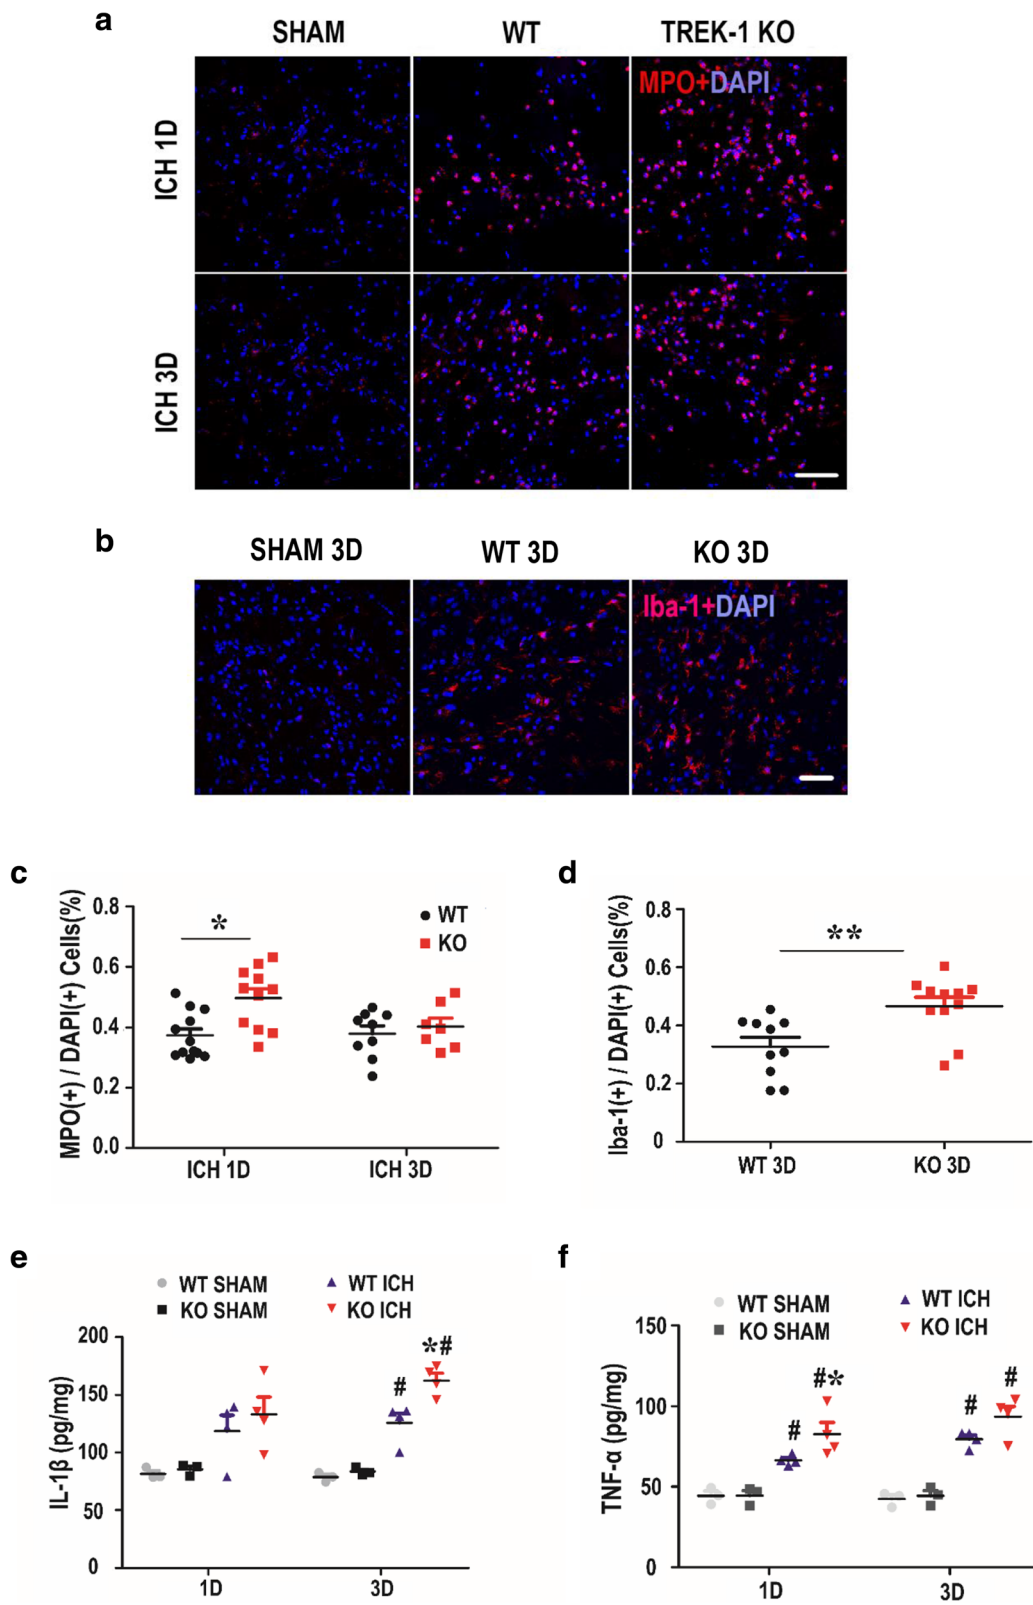 a
SHAM WT TREK-1 KO
MPO+DAPI
ICH 1D
ICH 3D
b
SHAM 3D WT 3D KO 3D
Iba-1+DAPI
c
MPO(+) / DAPI(+) Cells(%)
0.8
0.6
0.4
0.2
0.0
*
WT
KO
ICH 1D ICH 3D
d
Iba-1(+) / DAPI(+) Cells(%)
0.8
0.6
0.4
0.2
0
**
WT 3D KO 3D
e
WT SHAM WT ICH
KO SHAM KO ICH
IL-1β (pg/mg)
200
150
100
50
0
# *#
1D 3D
f
WT SHAM WT ICH
KO SHAM KO ICH
TNF-α (pg/mg)
150
100
50
0
# #* # #
1D 3D